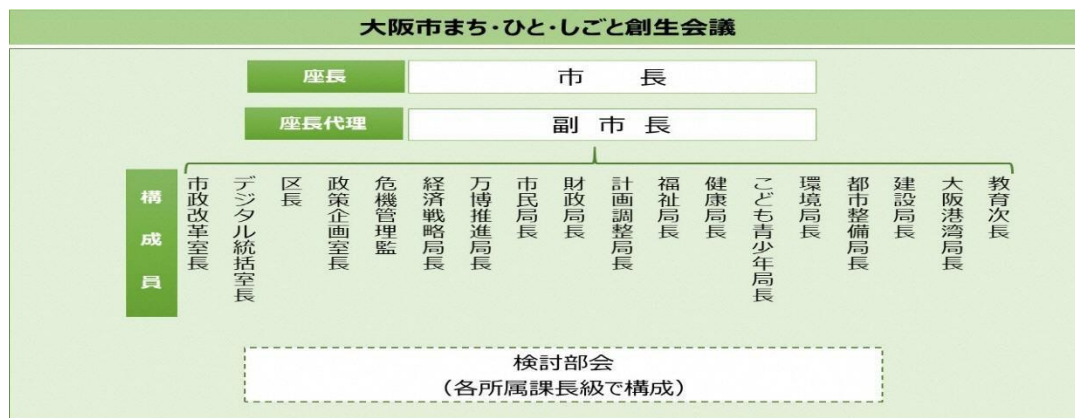 大阪市まち・ひと・しごと創生会議
座長
市 長
座長代理
副 市 長
構成員
市政改革室長
デジタル統括室長
区長
政策企画室長
危機管理監
経済戦略局長
万博推進局長
市民局長
財政局長
計画調整局長
福祉局長
健康局長
こども青少年局長
環境局長
都市整備局長
建設局長
大阪港湾局長
教育次長
検討部会
（各所属課長級で構成）